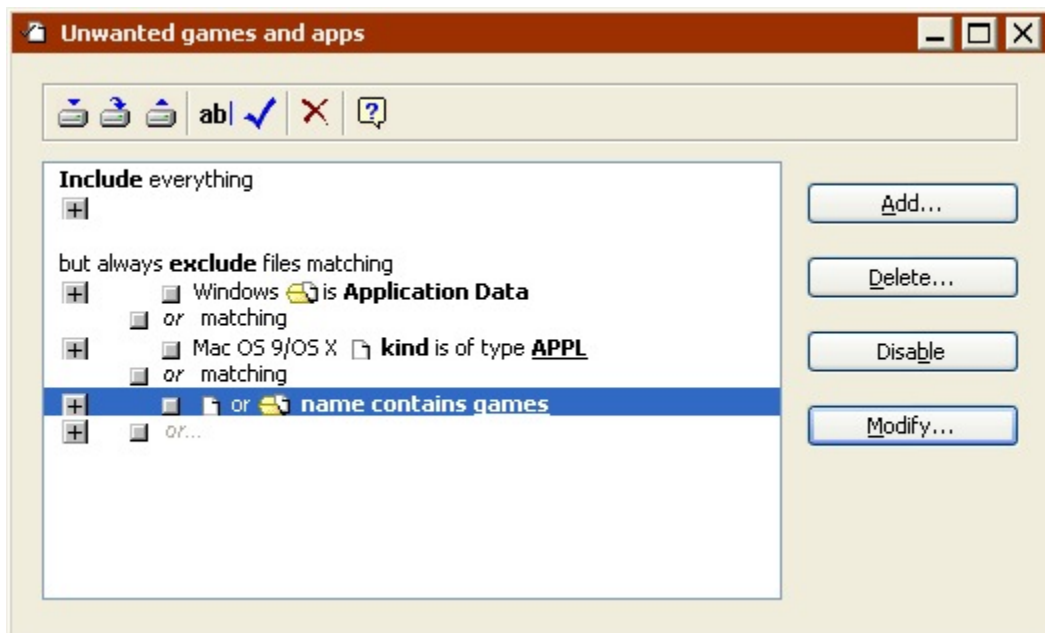 Unwanted games and apps
ab
Include everything
but always exclude files matching
Windows is Application Data
or matching
Mac OS 9/OS X kind is of type APPL
or matching
or name contains games
or...
Add...
Delete...
Disable
Modify...